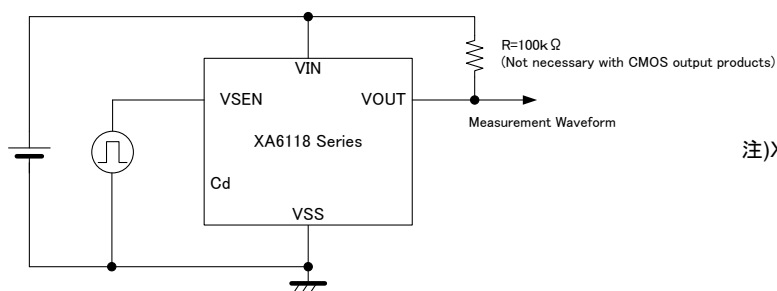 R=100kΩ
(Not necessary with CMOS output products)
VIN
VSEN
VOUT
Measurement Waveform
XA6118 Series
注)X
Cd
VSS